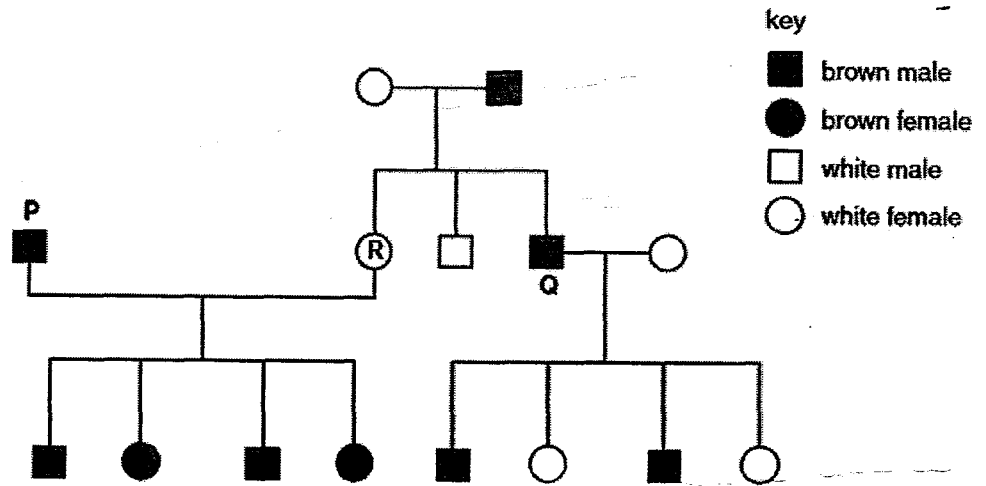 key
brown male
brown female
white male
white female
P
R
Q